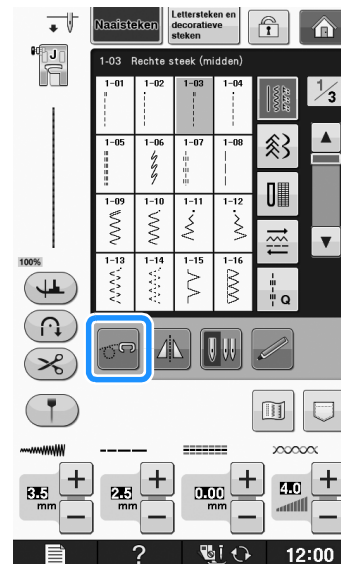 Naaisteken
Lettersteken en
decoratieve
steken
J
1-03 Rechte steek (midden)
1-01 1-02 1-03 1-04
1/3
1-05 1-06 1-07 1-08
1-09 1-10 1-11 1-12
1-13 1-14 1-15 1-16
Q
100%
3.5 mm
2.5 mm
0.00 mm
4.0
? 12:00